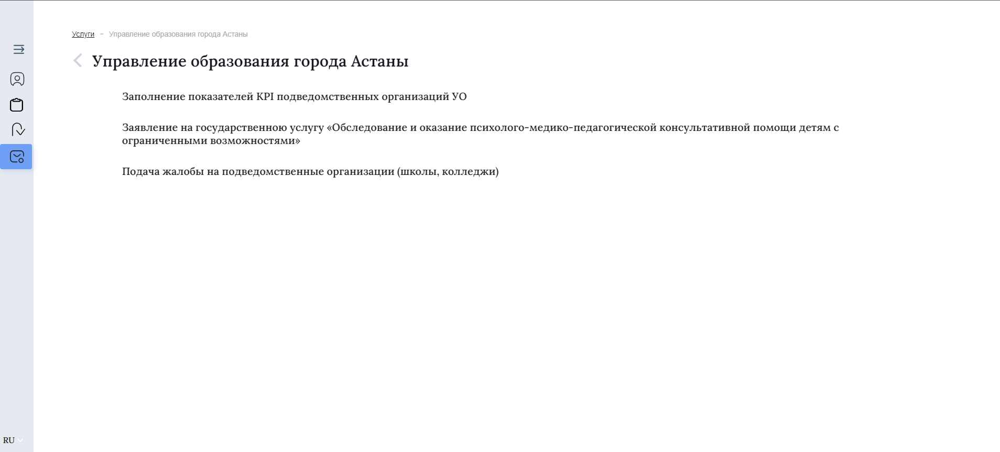 Услуги - Управление образования города Астаны
Управление образования города Астаны
Заполнение показателей KPI подведомственных организаций УО
Заявление на государственною услугу «Обследование и оказание психолого-медико-педагогической консультативной помощи детям с
ограниченными возможностями»
Подача жалобы на подведомственные организации (школы, колледжи)
RU